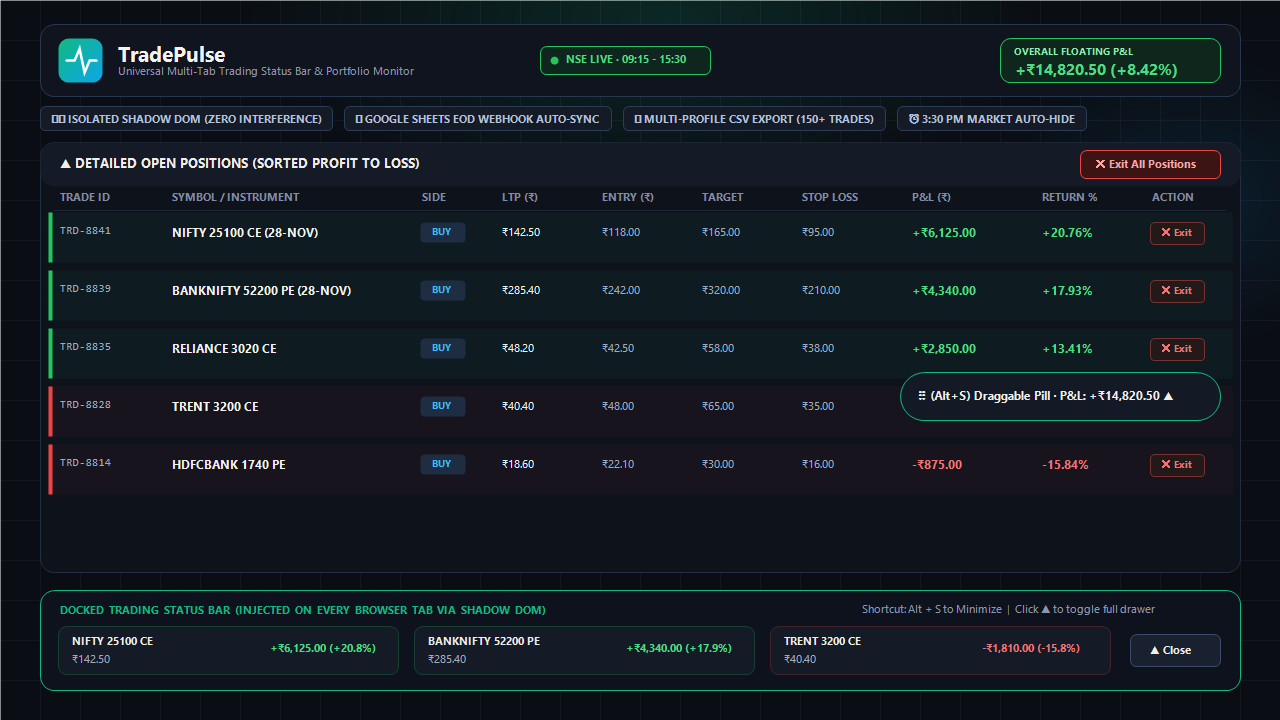 TradePulse
Universal Multi-Tab Trading Status Bar & Portfolio Monitor
NSE LIVE · 09:15 - 15:30
OVERALL FLOATING P&L
+₹14,820.50 (+8.42%)
ISOLATED SHADOW DOM (ZERO INTERFERENCE)
GOOGLE SHEETS EOD WEBHOOK AUTO-SYNC
MULTI-PROFILE CSV EXPORT (150+ TRADES)
⏰ 3:30 PM MARKET AUTO-HIDE
▲ DETAILED OPEN POSITIONS (SORTED PROFIT TO LOSS)
❌ Exit All Positions
TRADE ID SYMBOL / INSTRUMENT SIDE LTP (₹) ENTRY (₹) TARGET STOP LOSS P&L (₹) RETURN % ACTION
TRD-8841 NIFTY 25100 CE (28-NOV) BUY ₹142.50 ₹118.00 ₹165.00 ₹95.00 +₹6,125.00 +20.76% ❌ Exit
TRD-8839 BANKNIFTY 52200 PE (28-NOV) BUY ₹285.40 ₹242.00 ₹320.00 ₹210.00 +₹4,340.00 +17.93% ❌ Exit
TRD-8835 RELIANCE 3020 CE BUY ₹48.20 ₹42.50 ₹58.00 ₹38.00 +₹2,850.00 +13.41% ❌ Exit
TRD-8828 TRENT 3200 CE BUY ₹40.40 ₹48.00 ₹65.00 ₹35.00
⠿ (Alt+S) Draggable Pill · P&L: +₹14,820.50 ▲
TRD-8814 HDFCBANK 1740 PE BUY ₹18.60 ₹22.10 ₹30.00 ₹16.00 -₹875.00 -15.84% ❌ Exit
DOCKED TRADING STATUS BAR (INJECTED ON EVERY BROWSER TAB VIA SHADOW DOM)
Shortcut: Alt + S to Minimize | Click ▲ to toggle full drawer
NIFTY 25100 CE
₹142.50
+₹6,125.00 (+20.8%)
BANKNIFTY 52200 PE
₹285.40
+₹4,340.00 (+17.9%)
TRENT 3200 CE
₹40.40
-₹1,810.00 (-15.8%)
▲ Close